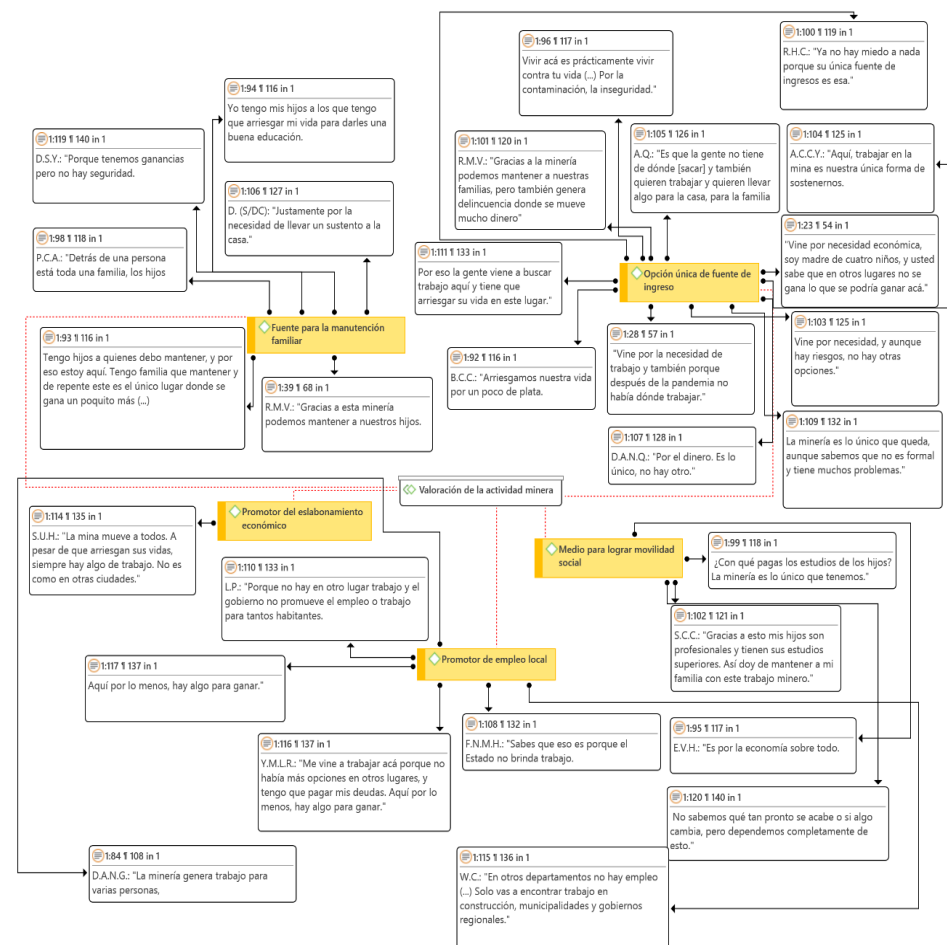 1:96 ¶ 117 in 1
Vivir acá es prácticamente vivir
contra tu vida (...) Por la
contaminación, la inseguridad."
1:100 ¶ 119 in 1
R.H.C.: "Ya no hay miedo a nada
porque su única fuente de
ingresos es esa."
1:94 ¶ 116 in 1
Yo tengo mis hijos a los que tengo
que arriesgar mi vida para darles una
buena educación.
1:119 ¶ 140 in 1
D.S.Y.: "Porque tenemos ganancias
pero no hay seguridad.
1:101 ¶ 120 in 1
R.M.V.: "Gracias a la minería
podemos mantener a nuestras
familias, pero también genera
delincuencia donde se mueve
mucho dinero"
1:105 ¶ 126 in 1
A.Q.: "Es que la gente no tiene
de dónde [sacar] y también
quieren trabajar y quieren llevar
algo para la casa, para la familia
1:104 ¶ 125 in 1
A.C.C.Y.: "Aquí, trabajar en la
mina es nuestra única forma de
sostenernos.
1:106 ¶ 127 in 1
D. (S/DC): "Justamente por la
necesidad de llevar un sustento a la
casa."
1:98 ¶ 118 in 1
P.C.A.: "Detrás de una persona
está toda una familia, los hijos
1:111 ¶ 133 in 1
Por eso la gente viene a buscar
trabajo aquí y tiene que
arriesgar su vida en este lugar."
1:23 ¶ 54 in 1
"Vine por necesidad económica,
soy madre de cuatro niños, y usted
sabe que en otros lugares no se
gana lo que se podría ganar acá."
Opción única de fuente de
ingreso
Fuente para la manutención
familiar
1:93 ¶ 116 in 1
Tengo hijos a quienes debo mantener, y por
eso estoy aquí. Tengo familia que mantener y
de repente este es el único lugar donde se
gana un poquito más (...)
1:39 ¶ 68 in 1
R.M.V.: "Gracias a esta minería
podemos mantener a nuestros hijos.
1:92 ¶ 116 in 1
B.C.C.: "Arriesgamos nuestra vida
por un poco de plata.
1:28 ¶ 57 in 1
"Vine por la necesidad de
trabajo y también porque
después de la pandemia no
había dónde trabajar."
1:103 ¶ 125 in 1
Vine por necesidad, y aunque
hay riesgos, no hay otras
opciones."
1:107 ¶ 128 in 1
D.A.N.Q.: "Por el dinero. Es lo
único, no hay otro."
1:109 ¶ 132 in 1
La minería es lo único que queda,
aunque sabemos que no es formal
y tiene muchos problemas."
Valoración de la actividad minera
Promotor del eslabonamiento
económico
1:114 ¶ 135 in 1
S.U.H.: "La mina mueve a todos. A
pesar de que arriesgan sus vidas,
siempre hay algo de trabajo. No es
como en otras ciudades."
Medio para lograr movilidad
social
1:99 ¶ 118 in 1
¿Con qué pagas los estudios de los hijos?
La minería es lo único que tenemos."
1:110 ¶ 133 in 1
L.P.: "Porque no hay en otro lugar trabajo y el
gobierno no promueve el empleo o trabajo
para tantos habitantes.
1:102 ¶ 121 in 1
S.C.C.: "Gracias a esto mis hijos son
profesionales y tienen sus estudios
superiores. Así doy de mantener a mi
familia con este trabajo minero."
1:117 ¶ 137 in 1
Aquí por lo menos, hay algo para ganar."
Promotor de empleo local
1:116 ¶ 137 in 1
Y.M.L.R.: "Me vine a trabajar acá porque no
había más opciones en otros lugares, y
tengo que pagar mis deudas. Aquí por lo
menos, hay algo para ganar."
1:108 ¶ 132 in 1
F.N.M.H.: "Sabes que eso es porque el
Estado no brinda trabajo.
1:95 ¶ 117 in 1
E.V.H.: "Es por la economía sobre todo.
1:120 ¶ 140 in 1
No sabemos qué tan pronto se acabe o si algo
cambia, pero dependemos completamente de
esto."
1:84 ¶ 108 in 1
D.A.N.G.: "La minería genera trabajo para
varias personas,
1:115 ¶ 136 in 1
W.C.: "En otros departamentos no hay empleo
(...) Solo vas a encontrar trabajo en
construcción, municipalidades y gobiernos
regionales."